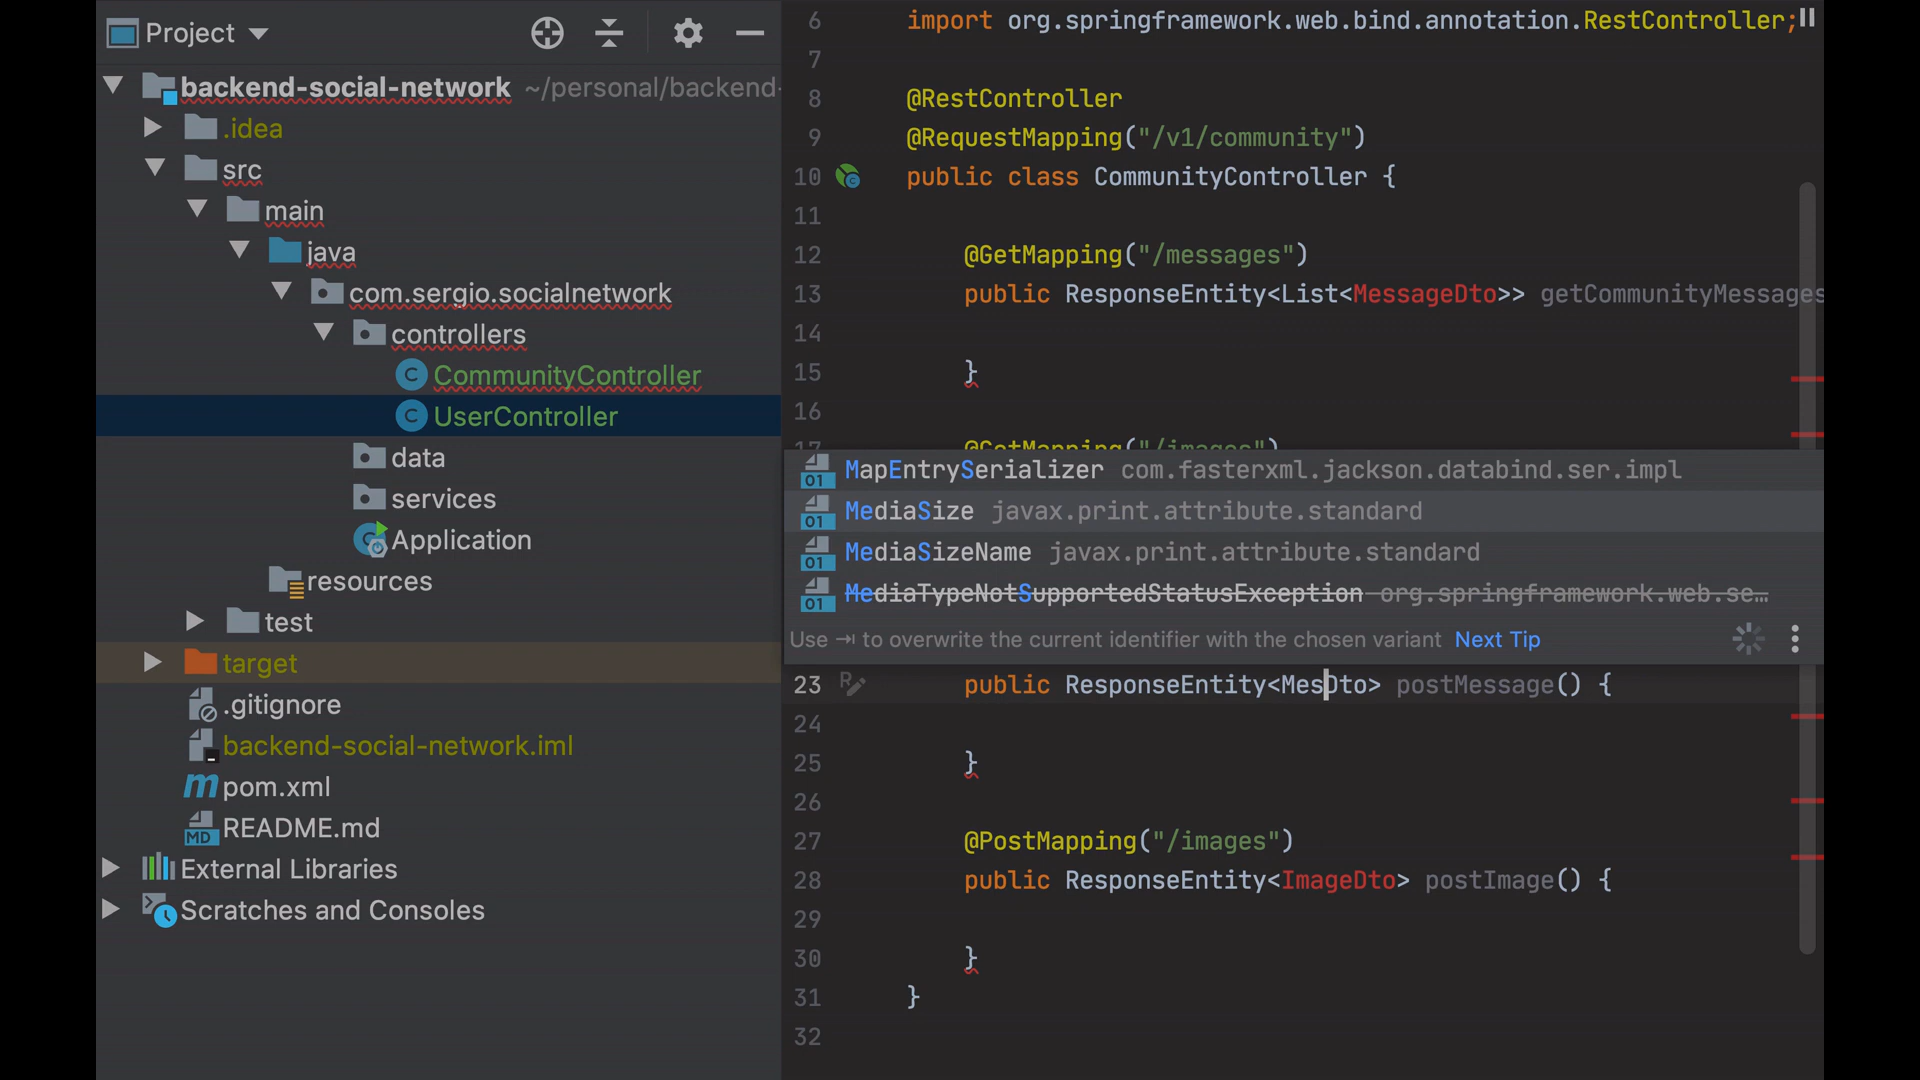 Project
backend-social-network ~/personal/backend-
.idea
src
main
java
com.sergio.socialnetwork
controllers
CommunityController
UserController
data
services
Application
resources
test
target
.gitignore
backend-social-network.iml
pom.xml
README.md
External Libraries
Scratches and Consoles
6 import org.springframework.web.bind.annotation.RestController;
7
8 @RestController
9 @RequestMapping("/v1/community")
10 public class CommunityController {
11
12 @GetMapping("/messages")
13 public ResponseEntity<List<MessageDto>> getCommunityMessages
14
15 }
16
17 @GetMapping("/images")
MapEntrySerializer com.fasterxml.jackson.databind.ser.impl
MediaSize javax.print.attribute.standard
MediaSizeName javax.print.attribute.standard
MediaTypeNotSupportedStatusException org.springframework.web.se...
Use ⇥ to overwrite the current identifier with the chosen variant Next Tip
23 public ResponseEntity<MesDto> postMessage() {
24
25 }
26
27 @PostMapping("/images")
28 public ResponseEntity<ImageDto> postImage() {
29
30 }
31 }
32